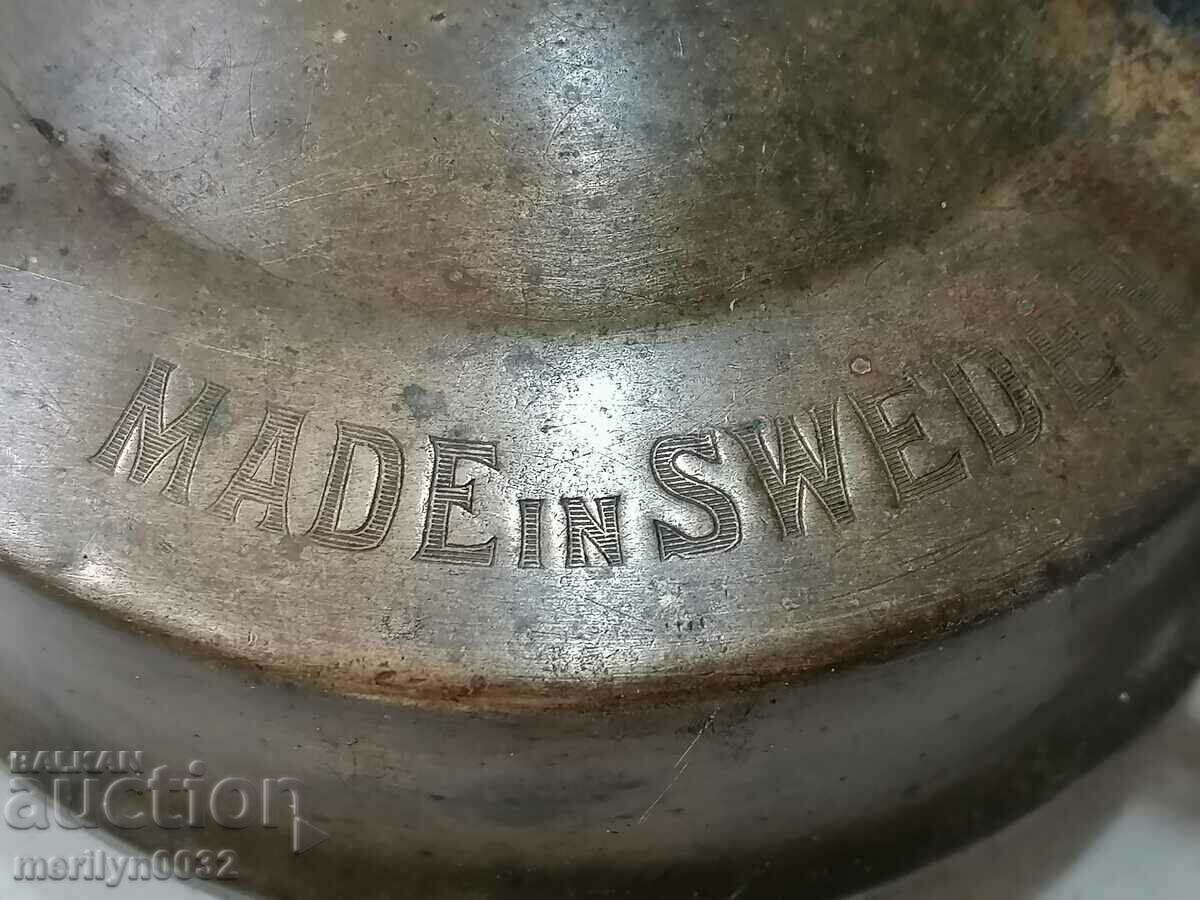 MADE IN SWEDEN
BALKAN
auction
merilyn0032